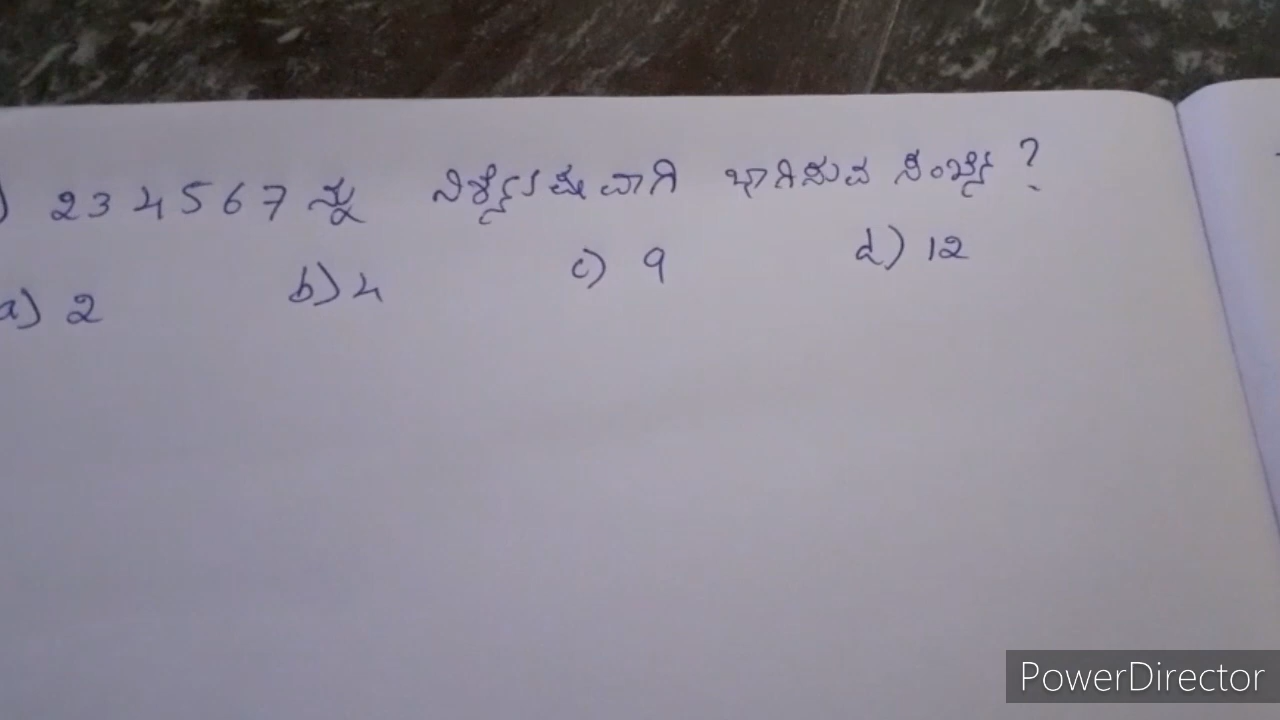 ) 234567 ನ್ನು ನಿಶ್ಶೇಷವಾಗಿ ಭಾಗಿಸುವ ಸಂಖ್ಯೆ ?
a) 2 b) 4 c) 9 d) 12
PowerDirector